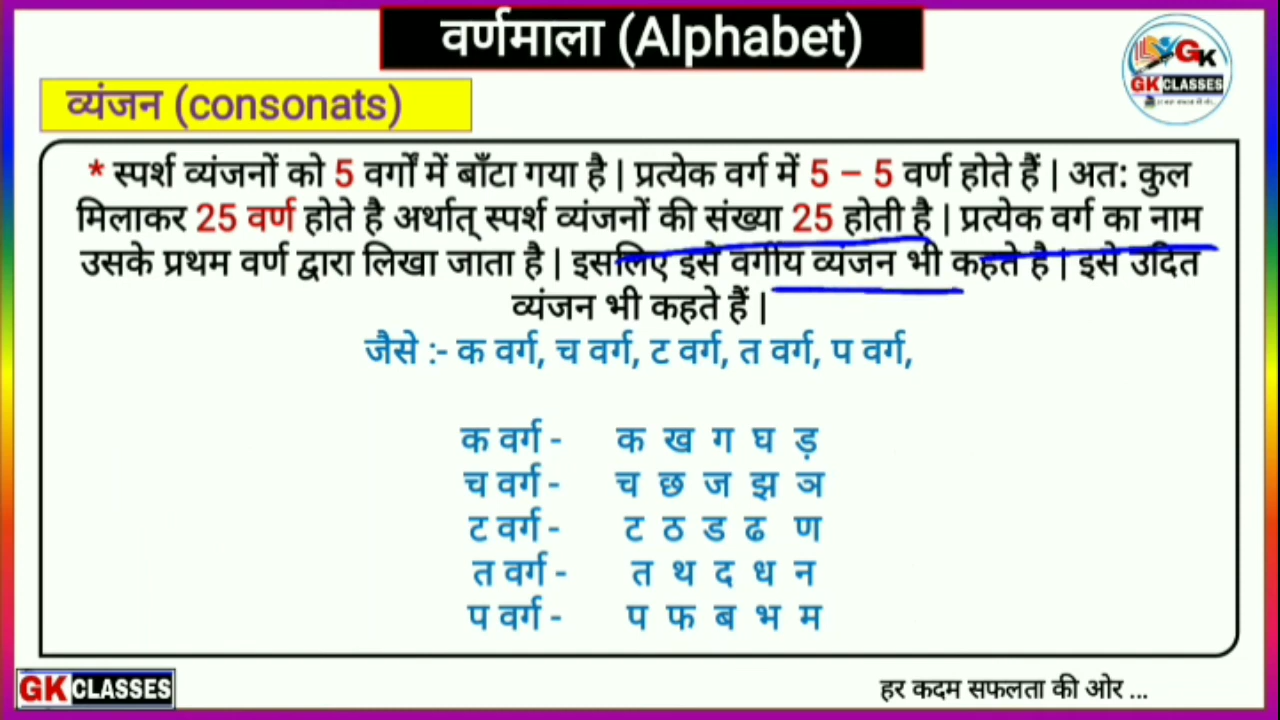 वर्णमाला (Alphabet)
GK
GK CLASSES
व्यंजन (consonats)
* स्पर्श व्यंजनों को 5 वर्गों में बाँटा गया है | प्रत्येक वर्ग में 5 – 5 वर्ण होते हैं | अत: कुल
मिलाकर 25 वर्ण होते है अर्थात् स्पर्श व्यंजनों की संख्या 25 होती है | प्रत्येक वर्ग का नाम
उसके प्रथम वर्ण द्वारा लिखा जाता है | इसलिए इसे वर्गीय व्यंजन भी कहते है | इसे उदित
व्यंजन भी कहते हैं |
जैसे :- क वर्ग, च वर्ग, ट वर्ग, त वर्ग, प वर्ग,
क वर्ग - क ख ग घ ड़
च वर्ग - च छ ज झ ञ
ट वर्ग - ट ठ ड ढ ण
त वर्ग - त थ द ध न
प वर्ग - प फ ब भ म
GK CLASSES
हर कदम सफलता की ओर ...